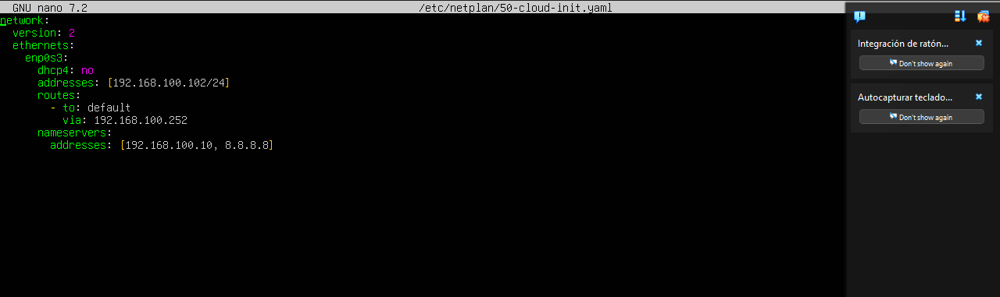 GNU nano 7.2 /etc/netplan/50-cloud-init.yaml
network:
  version: 2
  ethernets:
    enp0s3:
      dhcp4: no
      addresses: [192.168.100.102/24]
      routes:
        - to: default
          via: 192.168.100.252
      nameservers:
        addresses: [192.168.100.10, 8.8.8.8]
Integración de ratón...
Don't show again
Autocapturar teclado...
Don't show again